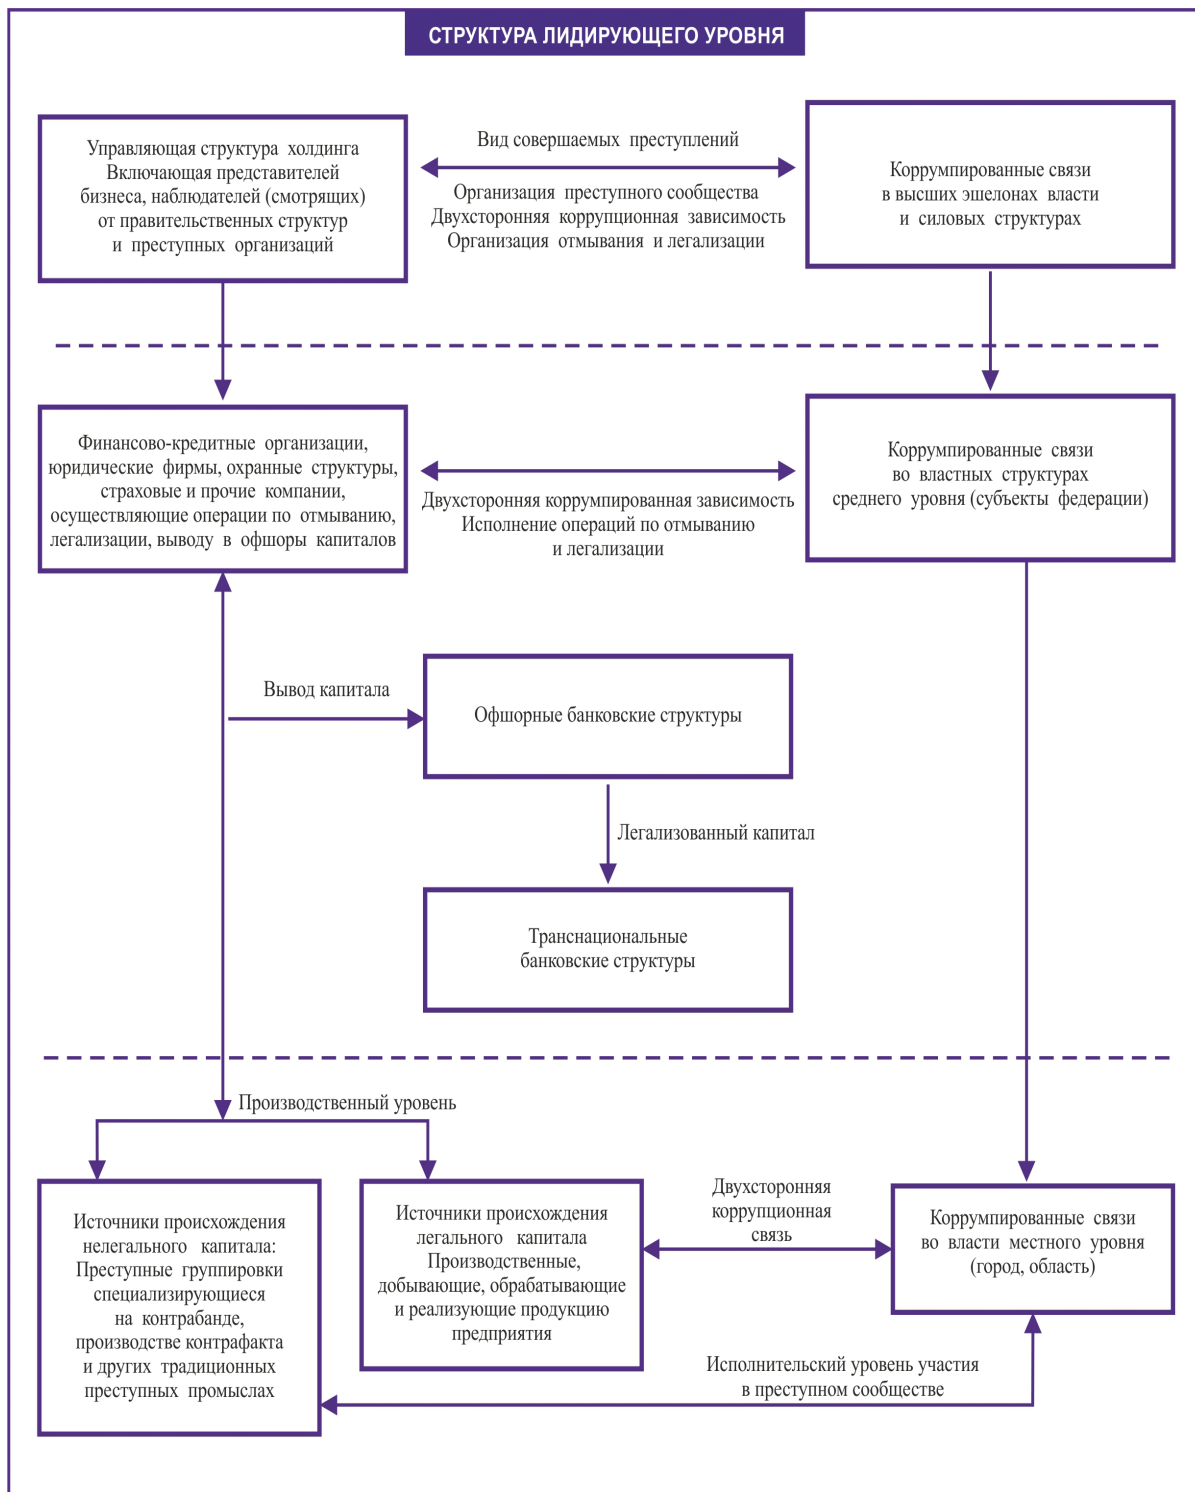 СТРУКТУРА ЛИДИРУЮЩЕГО УРОВНЯ
Управляющая структура холдинга
Включающая представителей
бизнеса, наблюдателей (смотрящих)
от правительственных структур
и преступных организаций
Вид совершаемых преступлений
Организация преступного сообщества
Двухсторонняя коррупционная зависимость
Организация отмывания и легализации
Коррумпированные связи
в высших эшелонах власти
и силовых структурах
Финансово-кредитные организации,
юридические фирмы, охранные структуры,
страховые и прочие компании,
осуществляющие операции по отмыванию,
легализации, выводу в офшоры капиталов
Двухсторонняя коррумпированная зависимость
Исполнение операций по отмыванию
и легализации
Коррумпированные связи
во властных структурах
среднего уровня (субъекты федерации)
Вывод капитала
Офшорные банковские структуры
Легализованный капитал
Транснациональные
банковские структуры
Производственный уровень
Источники происхождения
нелегального капитала:
Преступные группировки
специализирующиеся
на контрабанде,
производстве контрафакта
и других традиционных
преступных промыслах
Источники происхождения
легального капитала
Производственные,
добывающие, обрабатывающие
и реализующие продукцию
предприятия
Двухсторонняя
коррупционная
связь
Коррумпированные связи
во власти местного уровня
(город, область)
Исполнительский уровень участия
в преступном сообществе